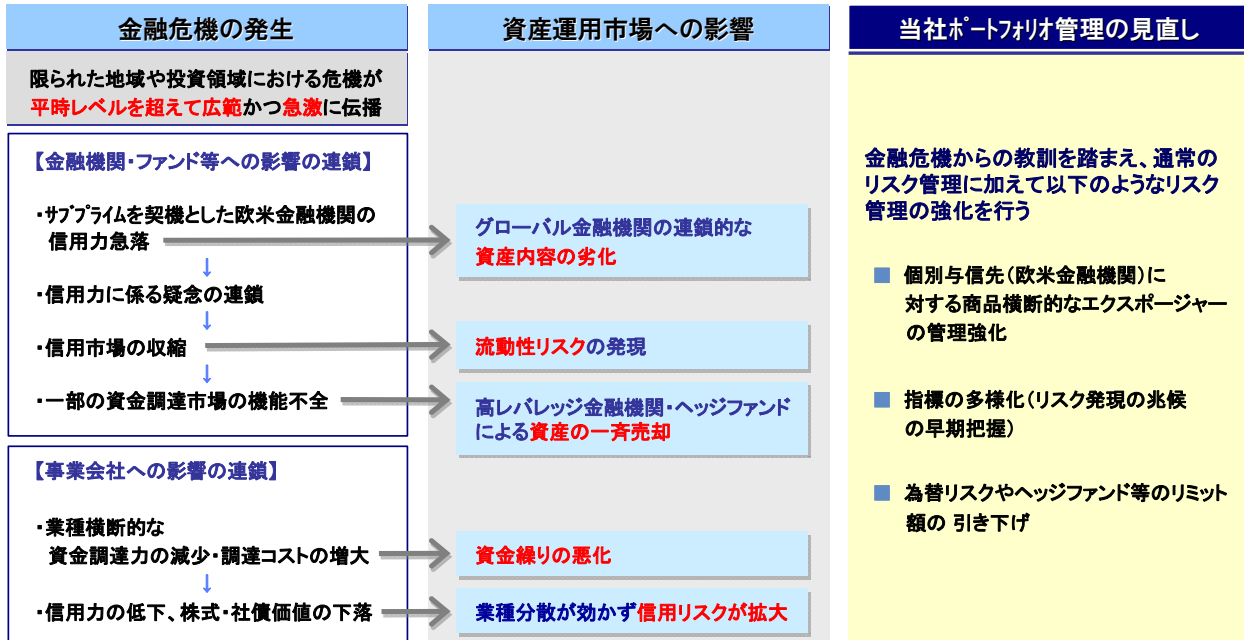 金融危機の発生
限られた地域や投資領域における危機が
平時レベルを超えて広範かつ急激に伝播
【金融機関・ファンド等への影響の連鎖】
・サブプライムを契機とした欧米金融機関の
信用力急落
↓
・信用力に係る疑念の連鎖
↓
・信用市場の収縮
↓
・一部の資金調達市場の機能不全
【事業会社への影響の連鎖】
・業種横断的な
資金調達力の減少・調達コストの増大
↓
・信用力の低下、株式・社債価値の下落
資産運用市場への影響
グローバル金融機関の連鎖的な
資産内容の劣化
流動性リスクの発現
高レバレッジ金融機関・ヘッジファンド
による資産の一斉売却
資金繰りの悪化
業種分散が効かず信用リスクが拡大
当社ポートフォリオ管理の見直し
金融危機からの教訓を踏まえ、通常の
リスク管理に加えて以下のようなリスク
管理の強化を行う
■ 個別与信先(欧米金融機関)に
対する商品横断的なエクスポージャー
の管理強化
■ 指標の多様化(リスク発現の兆候
の早期把握)
■ 為替リスクやヘッジファンド等のリミット
額の 引き下げ